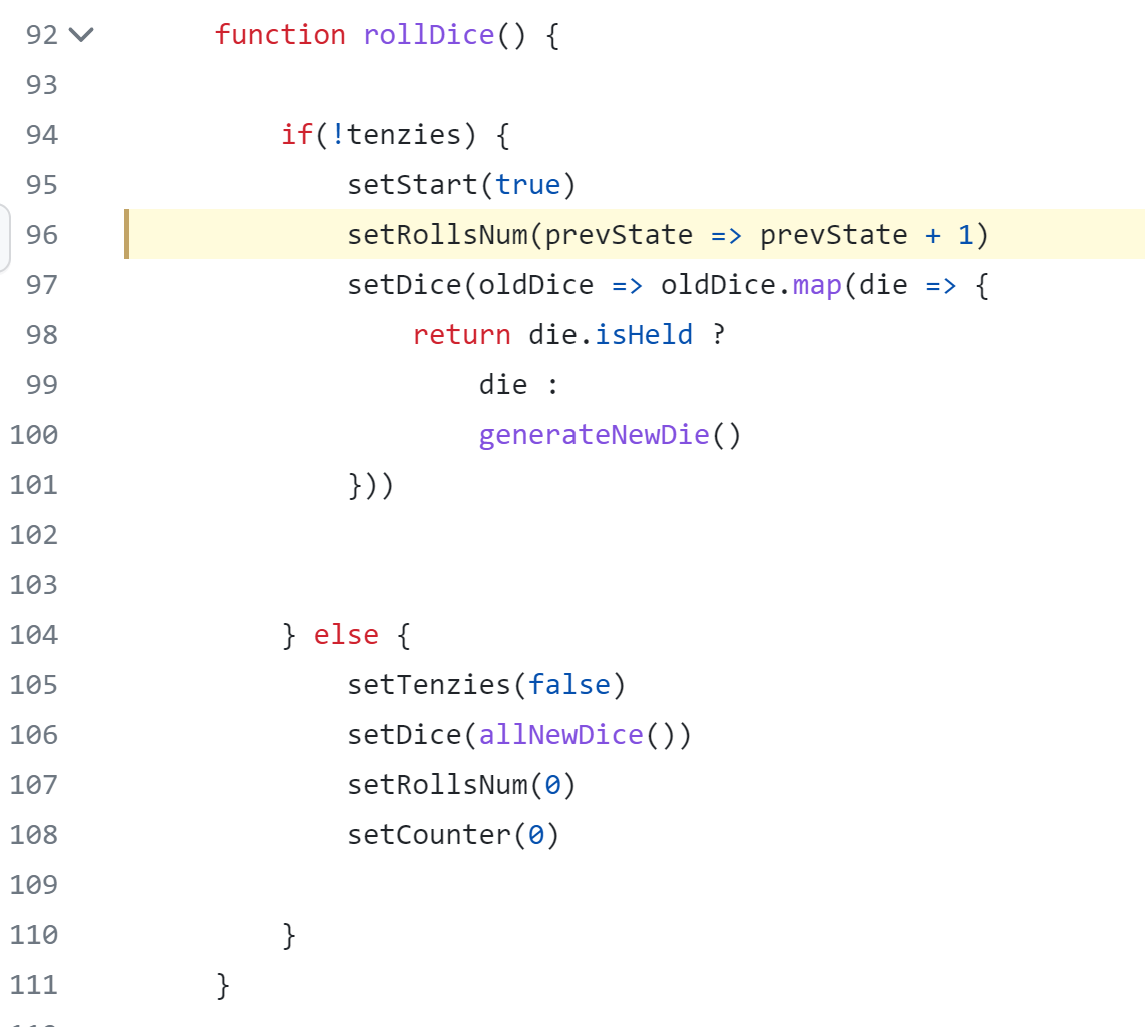 92 function rollDice() {
93
94 if(!tenzies) {
95 setStart(true)
96 setRollsNum(prevState => prevState + 1)
97 setDice(oldDice => oldDice.map(die => {
98 return die.isHeld ?
99 die :
100 generateNewDie()
101 }))
102
103
104 } else {
105 setTenzies(false)
106 setDice(allNewDice())
107 setRollsNum(0)
108 setCounter(0)
109
110 }
111 }